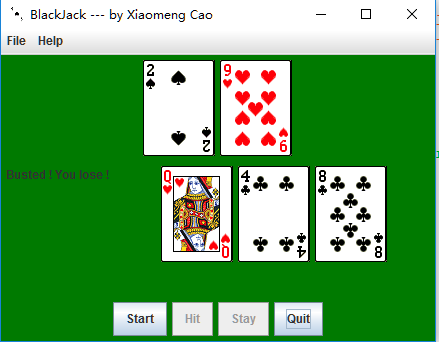 BlackJack --- by Xiaomeng Cao
File Help
2 9
2 9
Busted ! You lose !
Q 4 8
Q 4 8
Start Hit Stay Quit